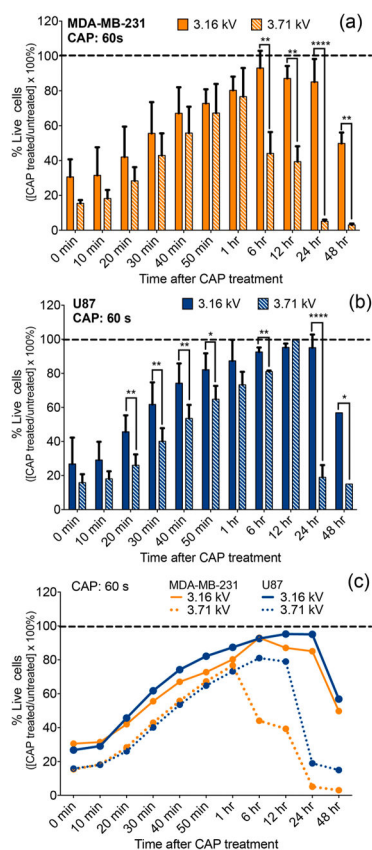 (a)
MDA-MB-231
CAP: 60s
3.16 kV
3.71 kV
% Live cells
([CAP treated/untreated] x 100%)
120
100
80
60
40
20
0
**
**
****
**
0 min
10 min
20 min
30 min
40 min
50 min
1 hr
6 hr
12 hr
24 hr
48 hr
Time after CAP treatment
(b)
U87
CAP: 60 s
3.16 kV
3.71 kV
% Live cells
([CAP treated/untreated] x 100%)
120
100
80
60
40
20
0
**
**
**
*
**
****
*
0 min
10 min
20 min
30 min
40 min
50 min
1 hr
6 hr
12 hr
24 hr
48 hr
Time after CAP treatment
(c)
CAP: 60 s
MDA-MB-231
3.16 kV
3.71 kV
U87
3.16 kV
3.71 kV
% Live cells
([CAP treated/untreated] x 100%)
120
100
80
60
40
20
0
0 min
10 min
20 min
30 min
40 min
50 min
1 hr
6 hr
12 hr
24 hr
48 hr
Time after CAP treatment